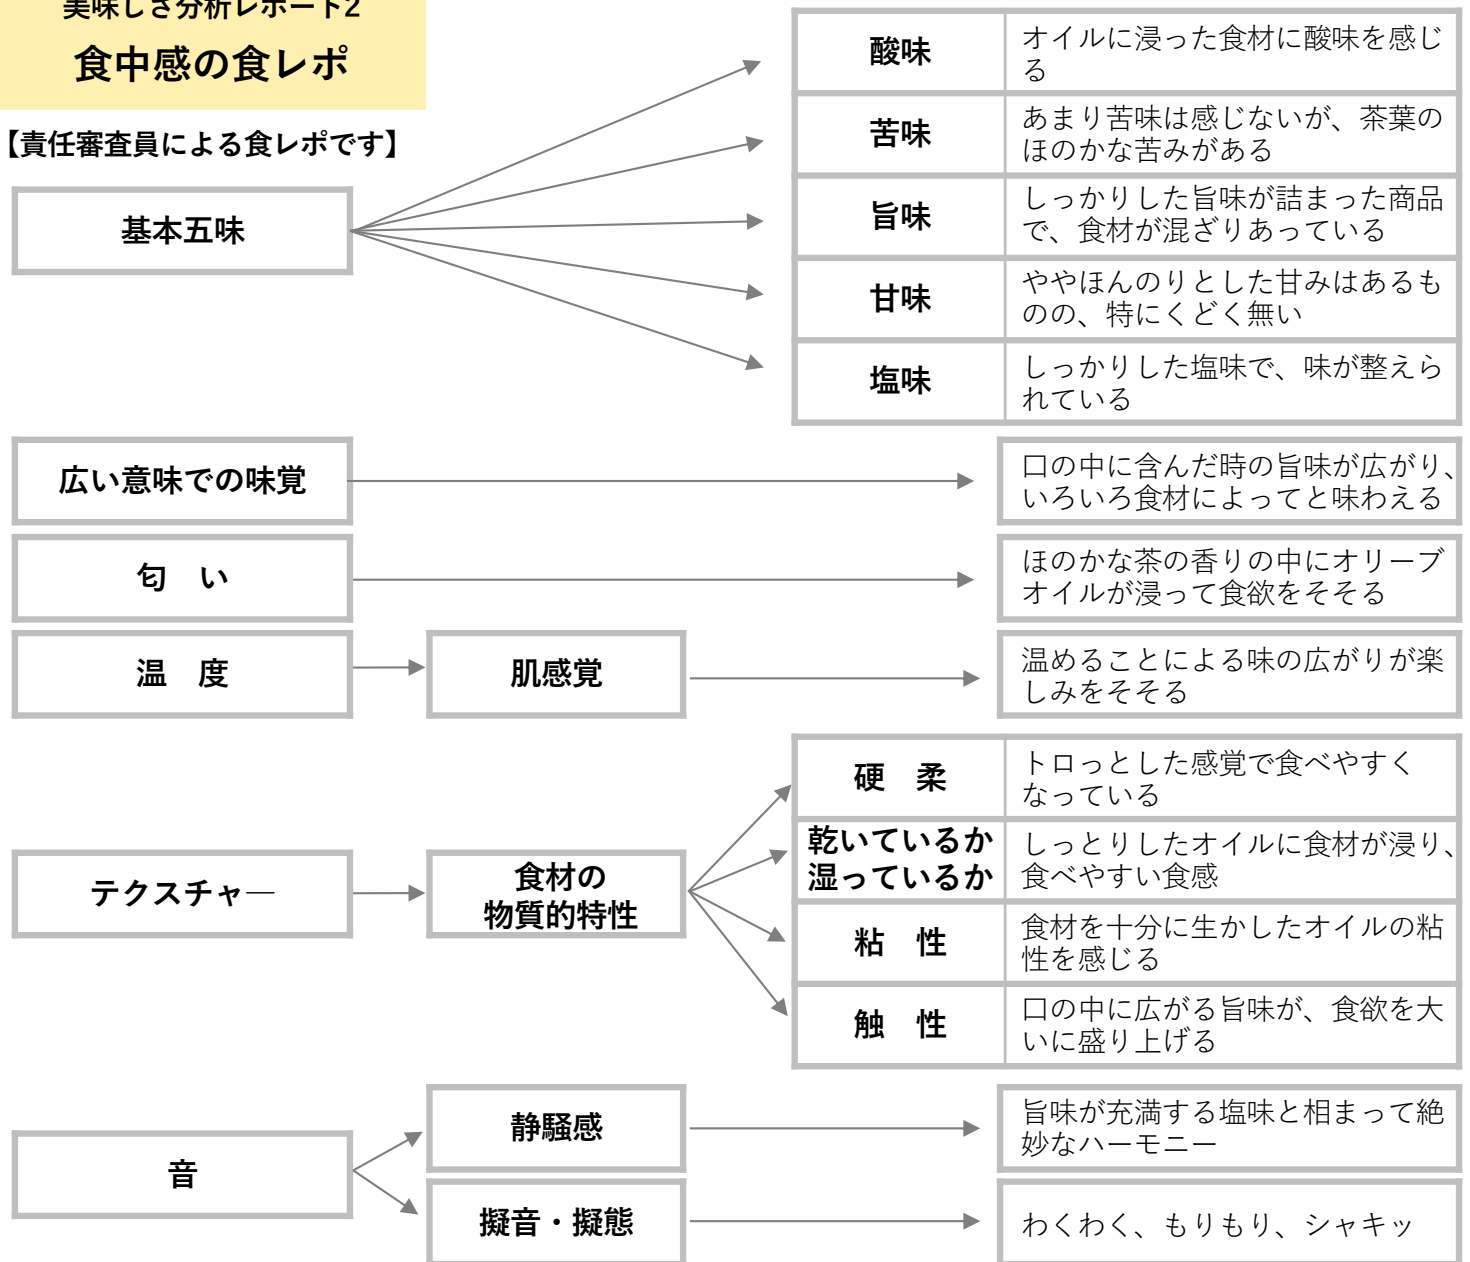 美味しさ分析レポート2
食中感の食レポ
【責任審査員による食レポです】
基本五味
酸味
オイルに浸った食材に酸味を感じ
る
苦味
あまり苦味は感じないが、茶葉の
ほのかな苦みがある
旨味
しっかりした旨味が詰まった商品
で、食材が混ざりあっている
甘味
ややほんのりとした甘みはあるも
のの、特にくどく無い
塩味
しっかりした塩味で、味が整えら
れている
広い意味での味覚
口の中に含んだ時の旨味が広がり、
いろいろ食材によってと味わえる
匂　い
ほのかな茶の香りの中にオリーブ
オイルが浸って食欲をそそる
温　度
肌感覚
温めることによる味の広がりが楽
しみをそそる
テクスチャ―
食材の
物質的特性
硬　柔
トロっとした感覚で食べやすく
なっている
乾いているか
湿っているか
しっとりしたオイルに食材が浸り、
食べやすい食感
粘　性
食材を十分に生かしたオイルの粘
性を感じる
触　性
口の中に広がる旨味が、食欲を大
いに盛り上げる
音
静騒感
旨味が充満する塩味と相まって絶
妙なハーモニー
擬音・擬態
わくわく、もりもり、シャキッ